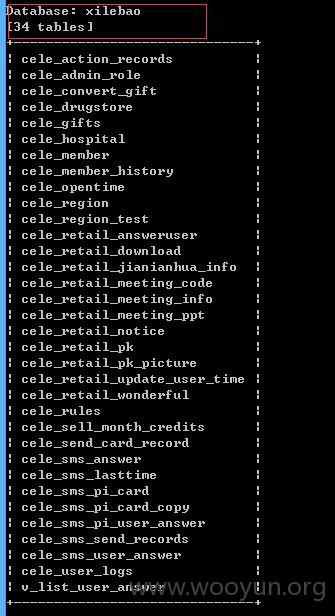 Database: xilebao
[34 tables]
+------------------------------+
| cele_action_records |
| cele_admin_role |
| cele_convert_gift |
| cele_drugstore |
| cele_gifts |
| cele_hospital |
| cele_member |
| cele_member_history |
| cele_opentime |
| cele_region |
| cele_region_test |
| cele_retail_answeruser |
| cele_retail_download |
| cele_retail_jianianhua_info |
| cele_retail_meeting_code |
| cele_retail_meeting_info |
| cele_retail_meeting_ppt |
| cele_retail_notice |
| cele_retail_pk |
| cele_retail_pk_picture |
| cele_retail_update_user_time |
| cele_retail_wonderful |
| cele_rules |
| cele_sell_month_credits |
| cele_send_card_record |
| cele_sms_answer |
| cele_sms_lasttime |
| cele_sms_pi_card |
| cele_sms_pi_card_copy |
| cele_sms_pi_user_answer |
| cele_sms_send_records |
| cele_sms_user_answer |
| cele_user_logs |
| v_list_user_answ |
+------------------------------+
www.wooyun.org